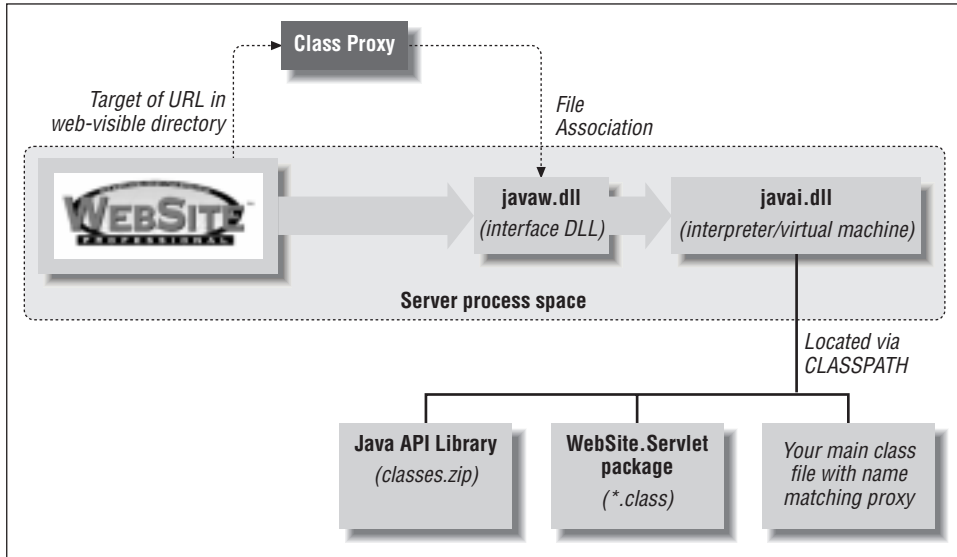 Class Proxy
Target of URL in
web-visible directory
File
Association
WEBSITE™
PROFESSIONAL
javaw.dll
(interface DLL)
javai.dll
(interpreter/virtual machine)
Server process space
Located via
CLASSPATH
Java API Library
(classes.zip)
WebSite.Servlet
package
(*.class)
Your main class
file with name
matching proxy